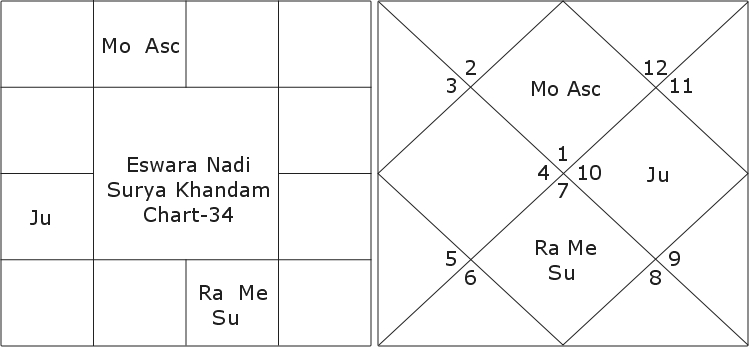 Mo Asc
Eswara Nadi
Surya Khandam
Chart-34
Ju
Ra Me
Su
2
12
3
11
Mo Asc
1
4
10
7
Ju
5
9
6
8
Ra Me
Su